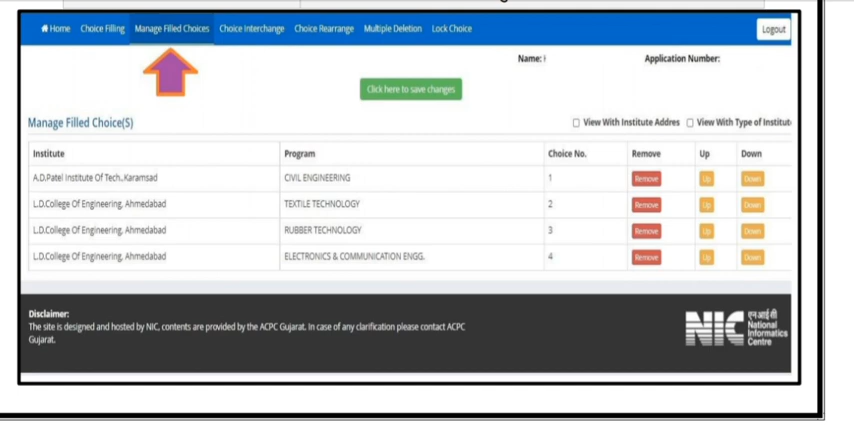 Home Choice Filling Manage Filled Choices Choice Interchange Choice Rearrange Multiple Deletion Lock Choice Logout
Name: Application Number:
Click here to save changes
Manage Filled Choice(S) View With Institute Addres View With Type of Institut
Institute Program Choice No. Remove Up Down
A.D.Patel Institute Of Tech.,Karamsad CIVIL ENGINEERING 1 Remove Up Down
L.D.College Of Engineering, Ahmedabad TEXTILE TECHNOLOGY 2 Remove Up Down
L.D.College Of Engineering, Ahmedabad RUBBER TECHNOLOGY 3 Remove Up Down
L.D.College Of Engineering, Ahmedabad ELECTRONICS & COMMUNICATION ENGG. 4 Remove Up Down
Disclaimer:
The site is designed and hosted by NIC, contents are provided by the ACPC Gujarat. In case of any clarification please contact ACPC
Gujarat.
NIC एन आई सी
National
Informatics
Centre